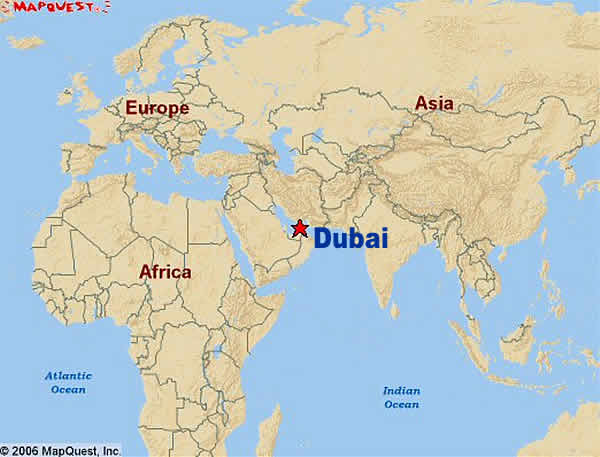 MAPQUEST.
Europe
Asia
Dubai
Africa
Atlantic
Ocean
Indian
Ocean
© 2006 MapQuest, Inc.